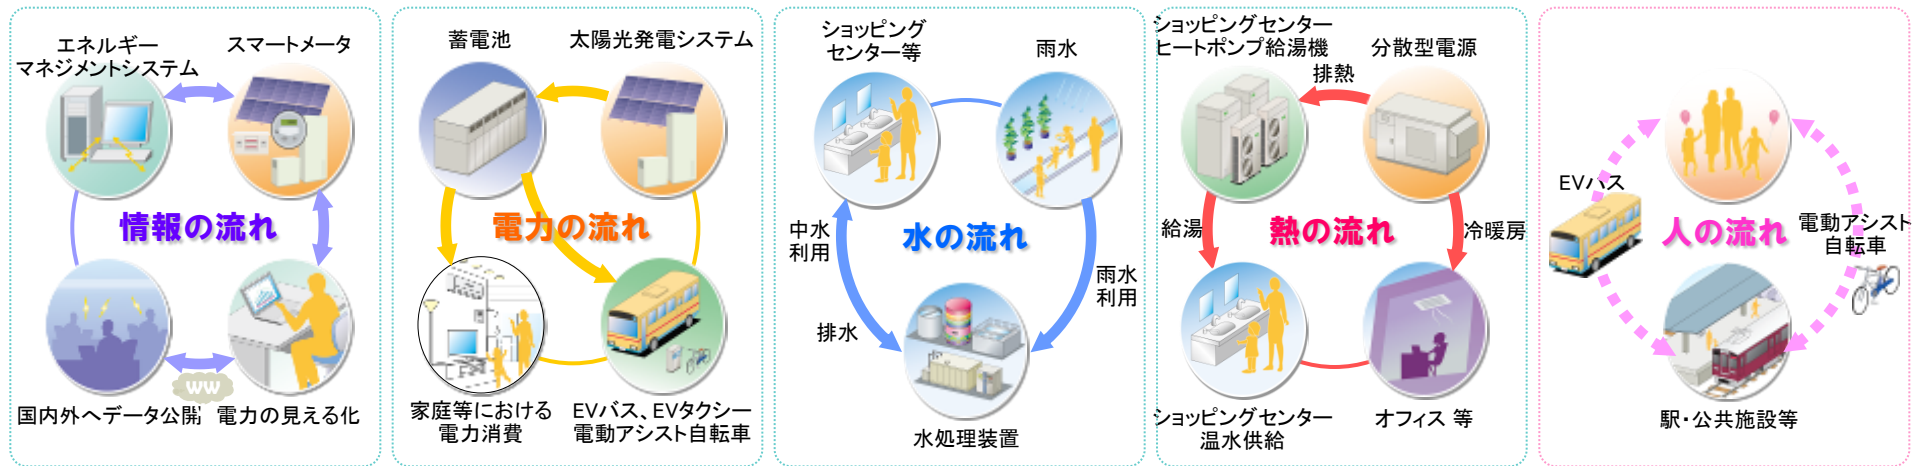 エネルギー
マネジメントシステム
スマートメータ
情報の流れ
WW
国内外へデータ公開
電力の見える化
蓄電池
太陽光発電システム
電力の流れ
家庭等における
電力消費
EVバス、EVタクシー
電動アシスト自転車
ショッピング
センター等
雨水
中水
利用
水の流れ
雨水
利用
排水
水処理装置
ショッピングセンター
ヒートポンプ給湯機
分散型電源
排熱
給湯
熱の流れ
冷暖房
ショッピングセンター
温水供給
オフィス 等
EVバス
人の流れ
電動アシスト
自転車
駅・公共施設等